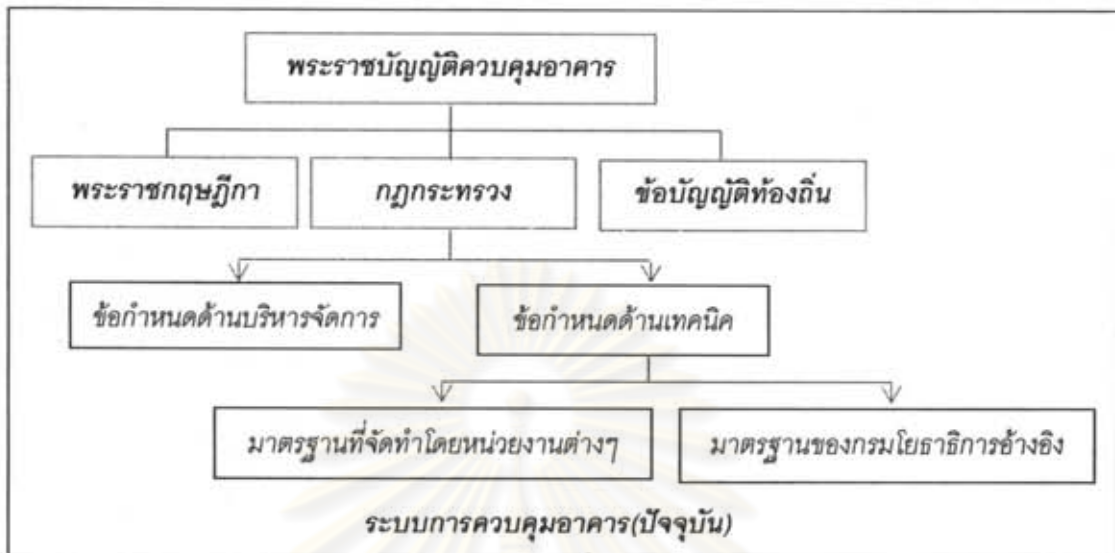 พระราชบัญญัติควบคุมอาคาร
พระราชกฤษฎีกา
กฎกระทรวง
ข้อบัญญัติท้องถิ่น
ข้อกำหนดด้านบริหารจัดการ
ข้อกำหนดด้านเทคนิค
มาตรฐานที่จัดทำโดยหน่วยงานต่างๆ
มาตรฐานของกรมโยธาธิการอ้างอิง
ระบบการควบคุมอาคาร(ปัจจุบัน)